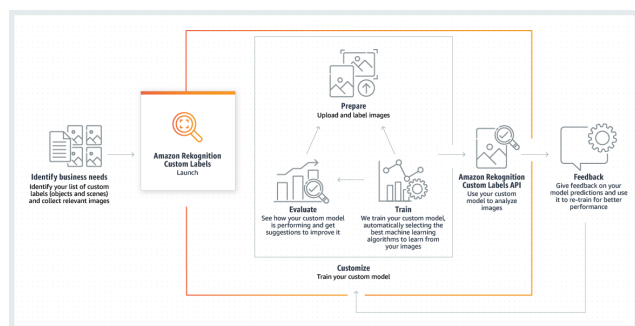 Prepare
Upload and label images
Amazon Rekognition
Custom Labels
Launch
Identify business needs
Identify your list of custom
labels (objects and scenes)
and collect relevant images
Evaluate
See how your custom model
is performing and get
suggestions to improve it
Train
We train your custom model,
automatically selecting the
best machine learning
algorithms to learn from
your images
Amazon Rekognition
Custom Labels API
Use your custom
model to analyze
images
Feedback
Give feedback on your
model predictions and use
it to re-train for better
performance
Customize
Train your custom model